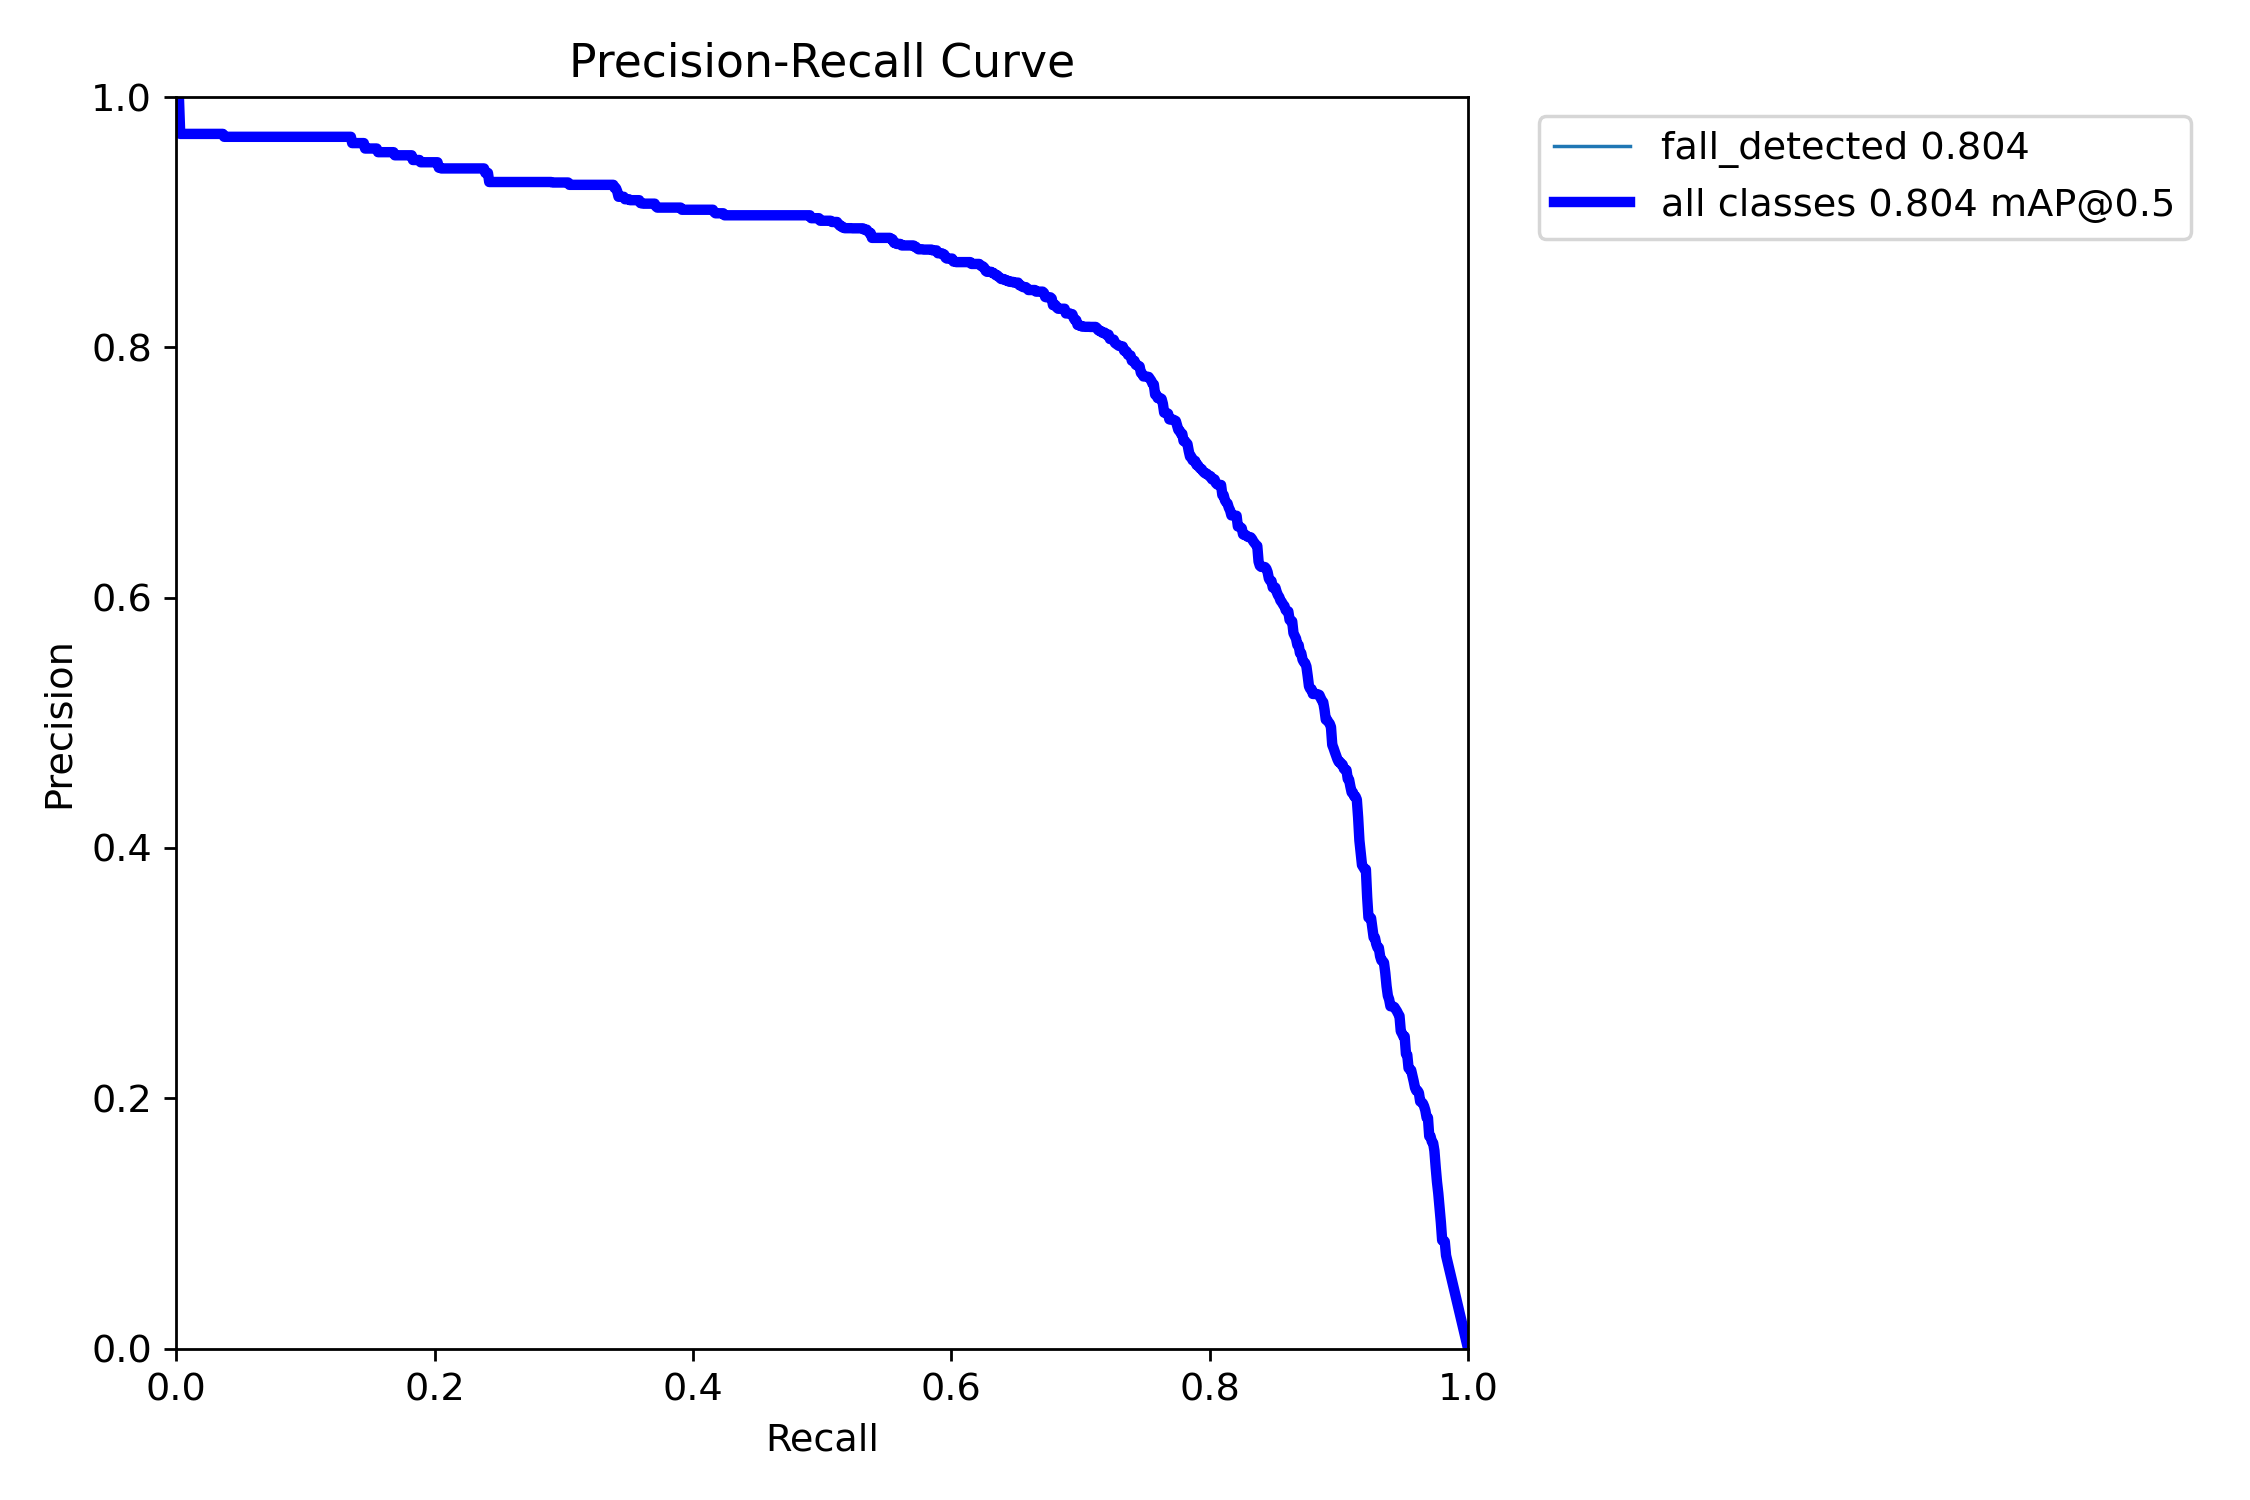 Precision-Recall Curve
1.0
0.8
0.6
0.4
0.2
0.0
Precision
0.0 0.2 0.4 0.6 0.8 1.0
Recall
fall_detected 0.804
all classes 0.804 mAP@0.5